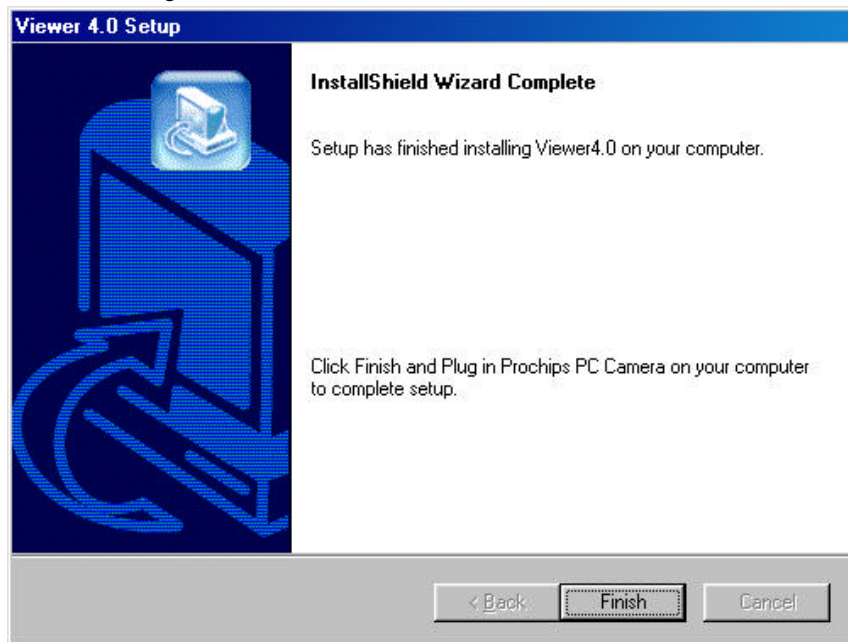 Viewer 4.0 Setup
InstallShield Wizard Complete
Setup has finished installing Viewer4.0 on your computer.
Click Finish and Plug in Prochips PC Camera on your computer
to complete setup.
< Back
Finish
Cancel